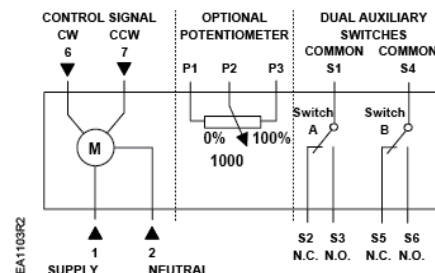 CONTROL SIGNAL
CW
6
CCW
7
OPTIONAL
POTENTIOMETER
P1 P2 P3
DUAL AUXILIARY
SWITCHES
COMMON COMMON
S1 S4
M
0% 100%
1000
Switch
A
Switch
B
1
SUPPLY
2
NEUTRAL
S2 S3
N.C. N.O.
S5 S6
N.C. N.O.
EA1103R2